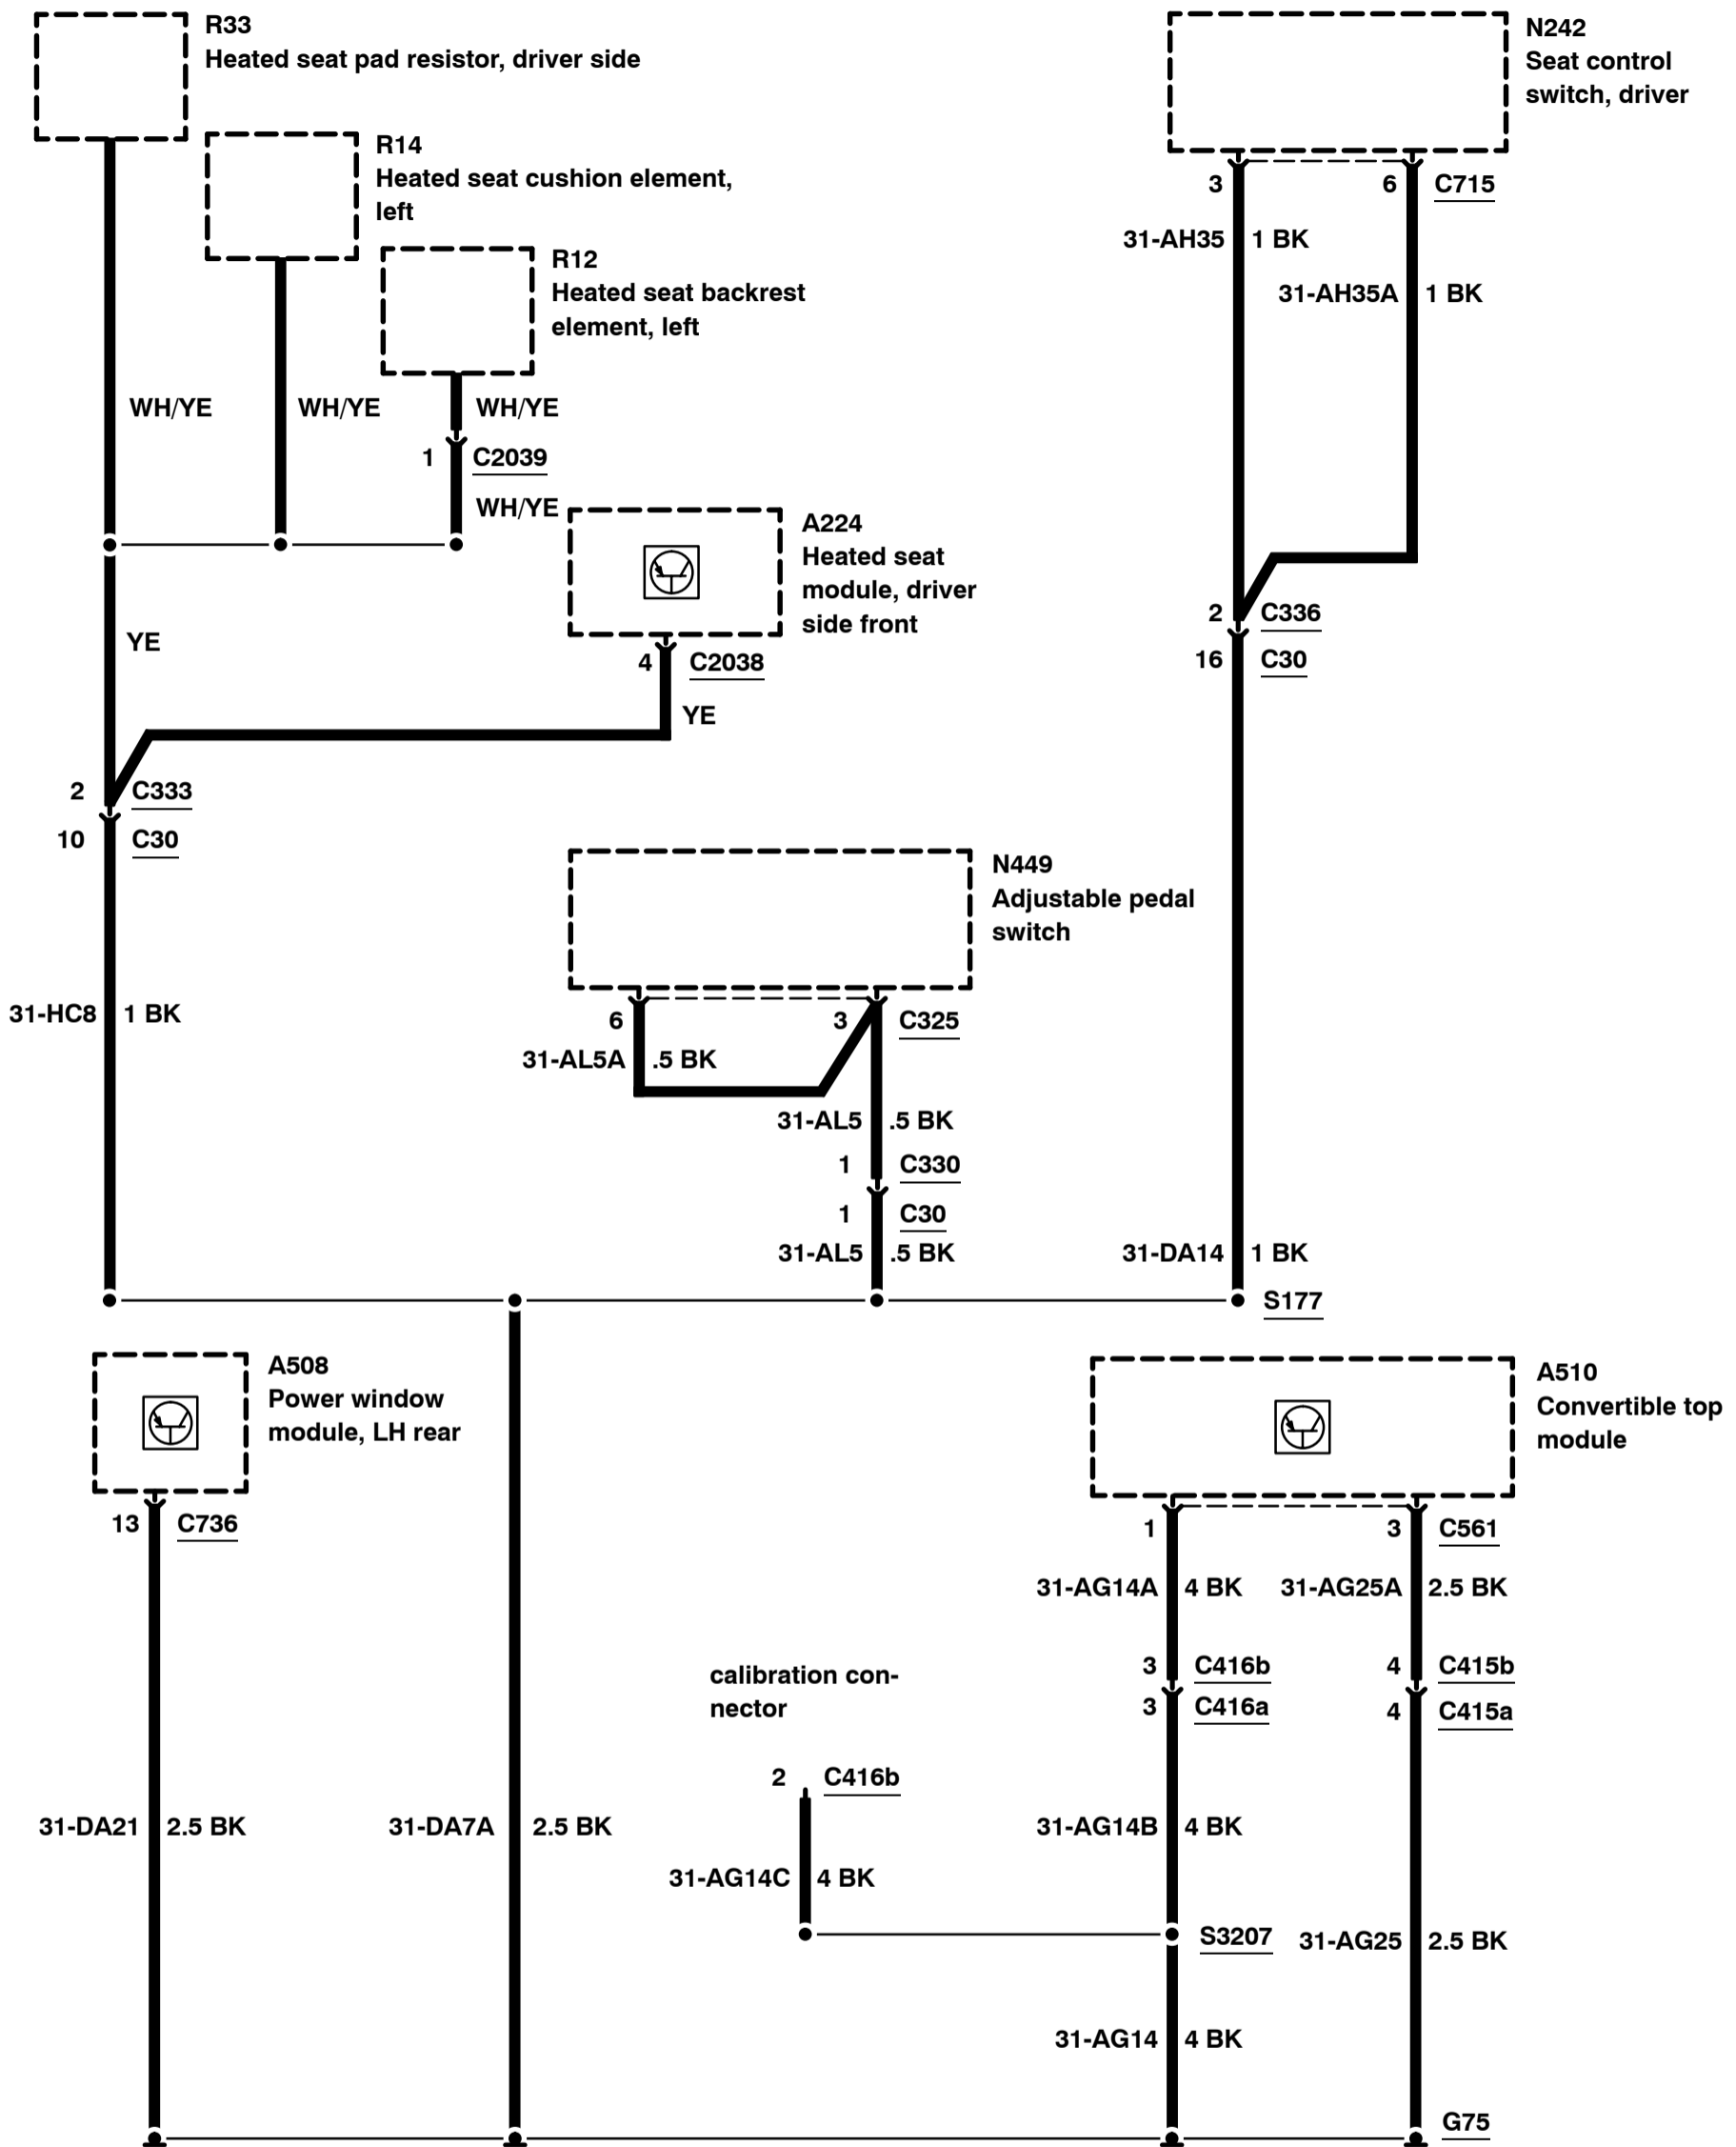 R33
Heated seat pad resistor, driver side
N242
Seat control
switch, driver
R14
Heated seat cushion element,
left
3
6
C715
31-AH35
1 BK
R12
Heated seat backrest
element, left
31-AH35A
1 BK
WH/YE
WH/YE
WH/YE
1
C2039
WH/YE
A224
Heated seat
module, driver
side front
2
C336
YE
4
C2038
16
C30
YE
2
C333
10
C30
N449
Adjustable pedal
switch
31-HC8
1 BK
6
3
C325
31-AL5A
.5 BK
31-AL5
.5 BK
1
C330
1
C30
31-AL5
.5 BK
31-DA14
1 BK
S177
A508
Power window
module, LH rear
A510
Convertible top
module
13
C736
1
3
C561
31-AG14A
4 BK
31-AG25A
2.5 BK
calibration con-
nector
3
C416b
4
C415b
3
C416a
4
C415a
2
C416b
31-DA21
2.5 BK
31-DA7A
2.5 BK
31-AG14B
4 BK
31-AG14C
4 BK
S3207
31-AG25
2.5 BK
31-AG14
4 BK
G75